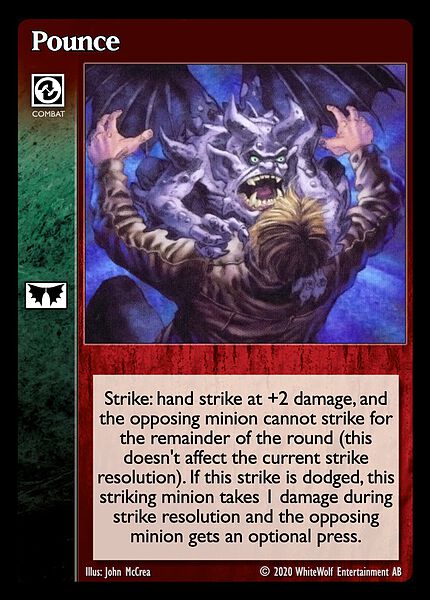 Pounce
COMBAT
Strike: hand strike at +2 damage, and
the opposing minion cannot strike for
the remainder of the round (this
doesn't affect the current strike
resolution). If this strike is dodged, this
striking minion takes 1 damage during
strike resolution and the opposing
minion gets an optional press.
Illus: John McCrea
© 2020 WhiteWolf Entertainment AB